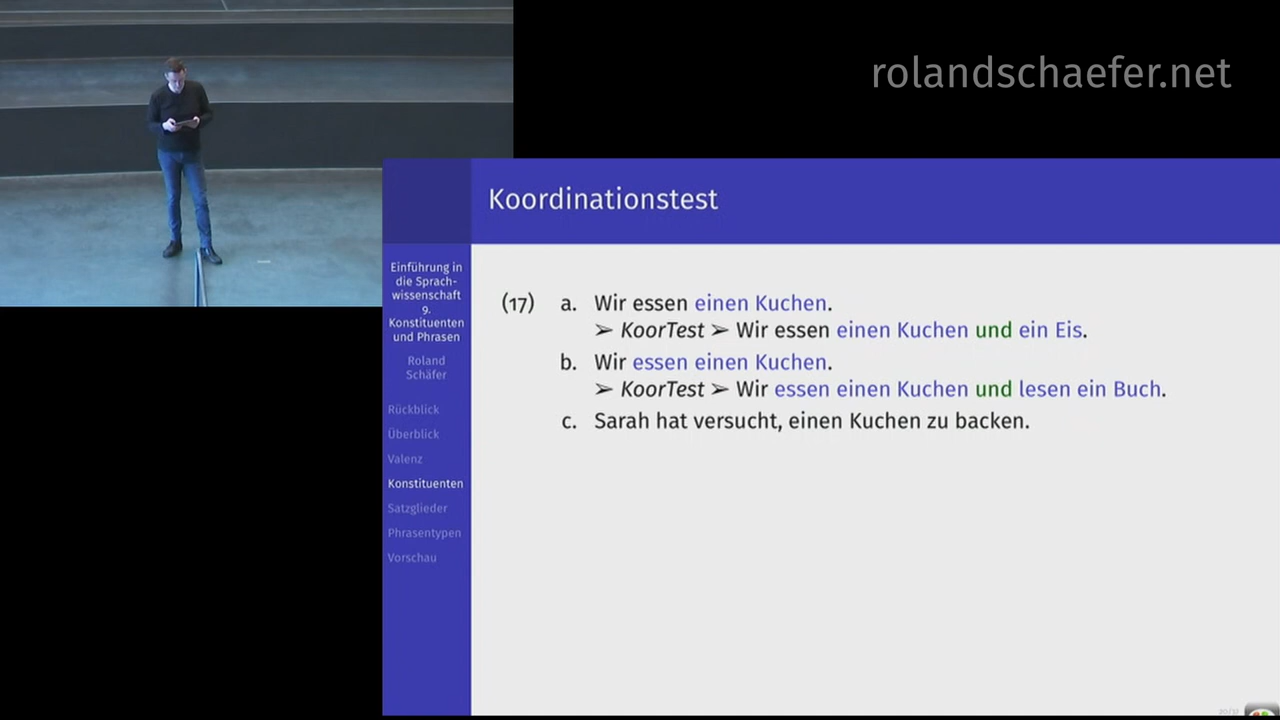 rolandschaefer.net
Koordinationstest
Einführung in
die Sprach-
wissenschaft
9.
Konstituenten
und Phrasen
Roland
Schäfer
Rückblick
Überblick
Valenz
Konstituenten
Satzglieder
Phrasentypen
Vorschau
(17) a. Wir essen einen Kuchen.
➢ KoorTest ➢ Wir essen einen Kuchen und ein Eis.
b. Wir essen einen Kuchen.
➢ KoorTest ➢ Wir essen einen Kuchen und lesen ein Buch.
c. Sarah hat versucht, einen Kuchen zu backen.